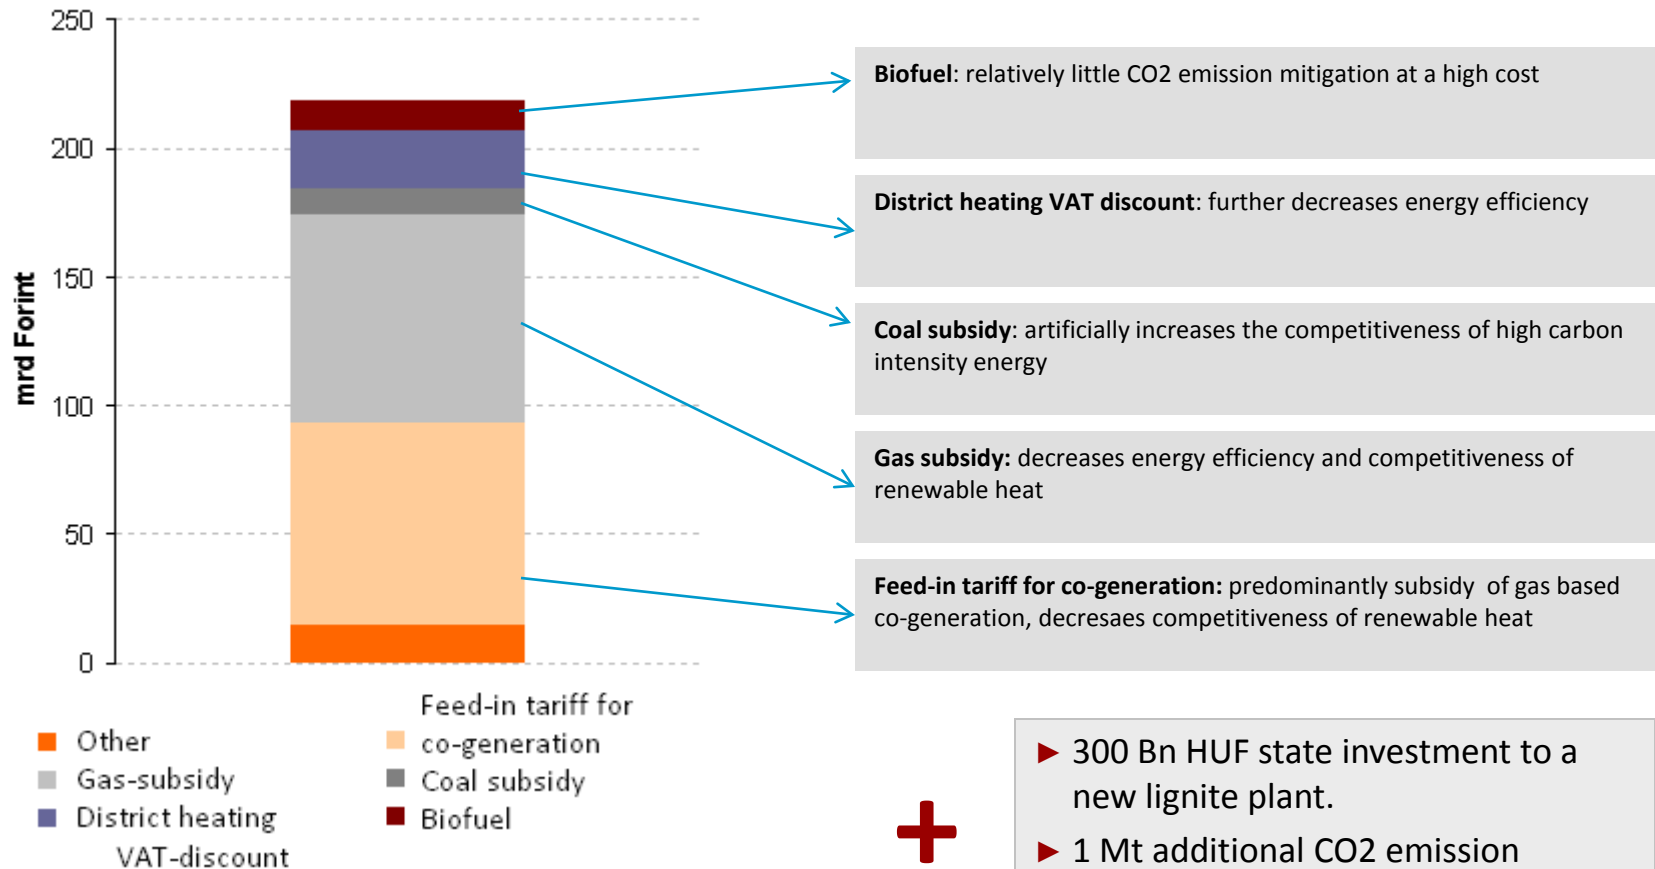 250
200
150
100
50
0
mrd Forint
Other
Gas-subsidy
District heating
VAT-discount
Feed-in tariff for
co-generation
Coal subsidy
Biofuel
Biofuel: relatively little CO2 emission mitigation at a high cost
District heating VAT discount: further decreases energy efficiency
Coal subsidy: artificially increases the competitiveness of high carbon
intensity energy
Gas subsidy: decreases energy efficiency and competitiveness of
renewable heat
Feed-in tariff for co-generation: predominantly subsidy of gas based
co-generation, decresaes competitiveness of renewable heat
+
► 300 Bn HUF state investment to a
new lignite plant.
► 1 Mt additional CO2 emission